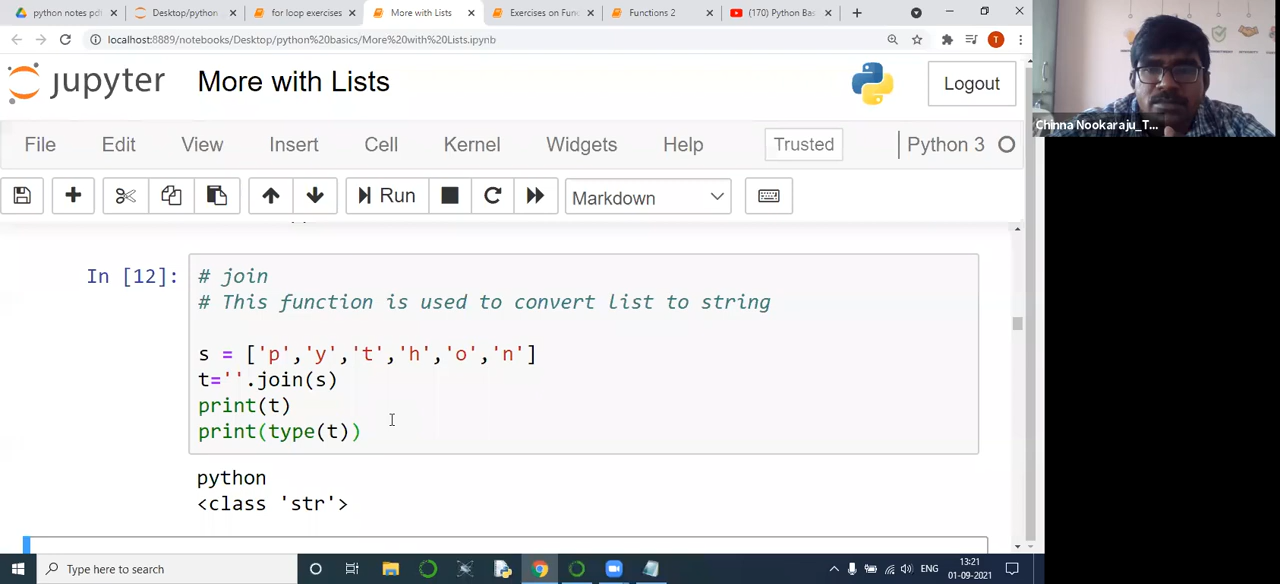 python notes pdf
Desktop/python
for loop exercises
More with Lists
Exercises on Func
Functions 2
(170) Python Bas
localhost:8889/notebooks/Desktop/python%20basics/More%20with%20Lists.ipynb
T
jupyter
More with Lists
Logout
File Edit View Insert Cell Kernel Widgets Help Trusted Python 3
Run
Markdown
In [12]:
# join
# This function is used to convert list to string
s = ['p','y','t','h','o','n']
t=''.join(s)
print(t)
print(type(t))
python
<class 'str'>
Chinna Nookaraju_T...
Type here to search
ENG
13:21
01-09-2021